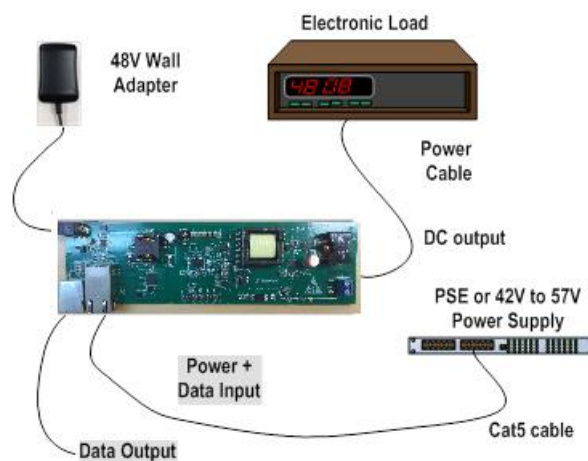 Electronic Load
48V Wall
Adapter
4808
Power
Cable
DC output
PSE or 42V to 57V
Power Supply
Power +
Data Input
Cat5 cable
Data Output